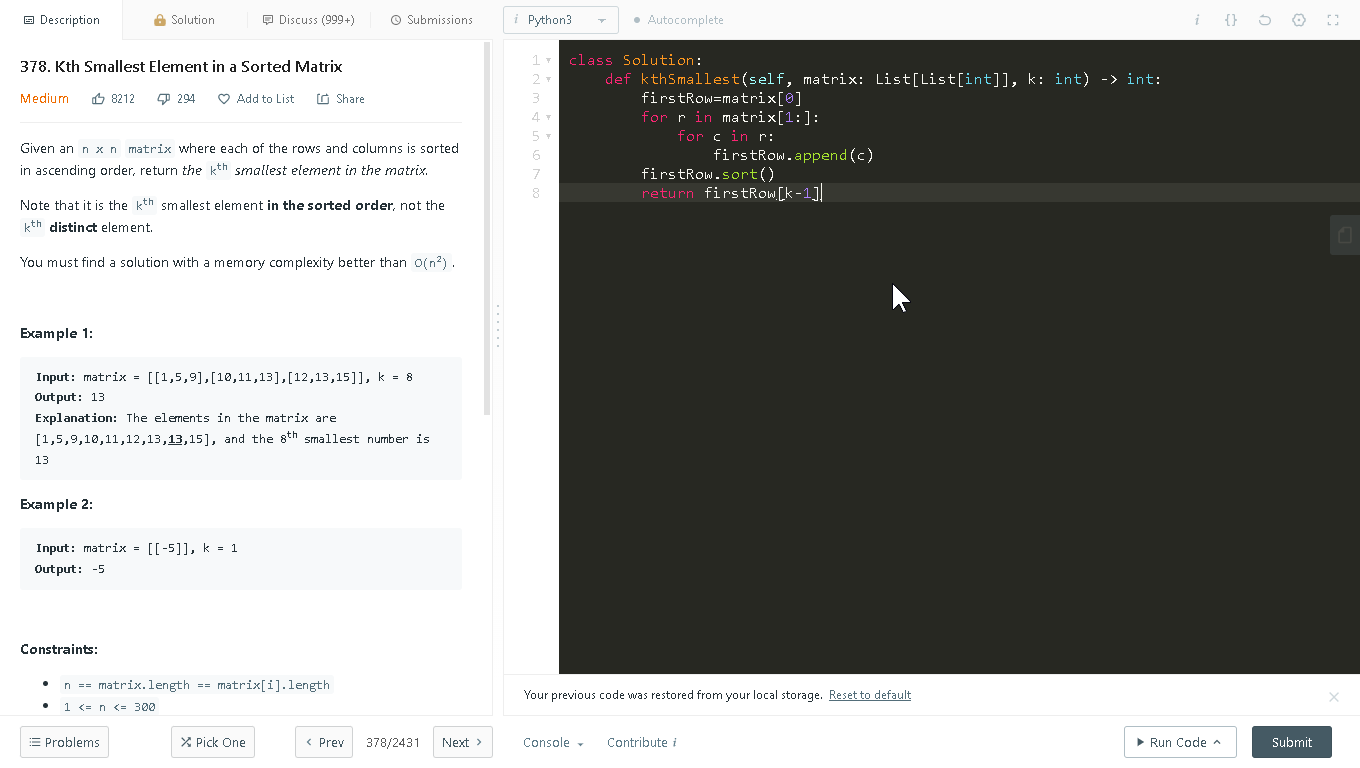 Description
Solution
Discuss (999+)
Submissions
i Python3
Autocomplete
i {}
378. Kth Smallest Element in a Sorted Matrix
Medium 8212 294 Add to List Share
Given an n x n matrix where each of the rows and columns is sorted
in ascending order, return the kth smallest element in the matrix.
Note that it is the kth smallest element in the sorted order, not the
kth distinct element.
You must find a solution with a memory complexity better than O(n2) .
Example 1:
Input: matrix = [[1,5,9],[10,11,13],[12,13,15]], k = 8
Output: 13
Explanation: The elements in the matrix are
[1,5,9,10,11,12,13,13,15], and the 8th smallest number is
13
Example 2:
Input: matrix = [[-5]], k = 1
Output: -5
Constraints:
n == matrix.length == matrix[i].length
1 <= n <= 300
1 class Solution:
2 def kthSmallest(self, matrix: List[List[int]], k: int) -> int:
3 firstRow=matrix[0]
4 for r in matrix[1:]:
5 for c in r:
6 firstRow.append(c)
7 firstRow.sort()
8 return firstRow[k-1]
Your previous code was restored from your local storage. Reset to default
Problems
Pick One
Prev
378/2431
Next
Console
Contribute i
Run Code
Submit